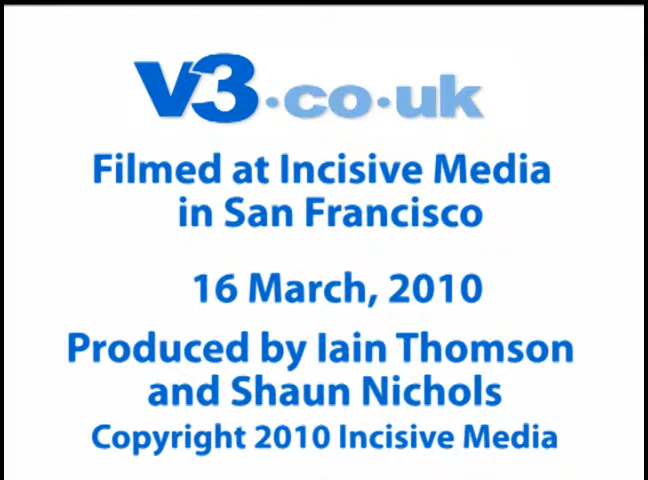 v3.co.uk
Filmed at Incisive Media
in San Francisco
16 March, 2010
Produced by Iain Thomson
and Shaun Nichols
Copyright 2010 Incisive Media